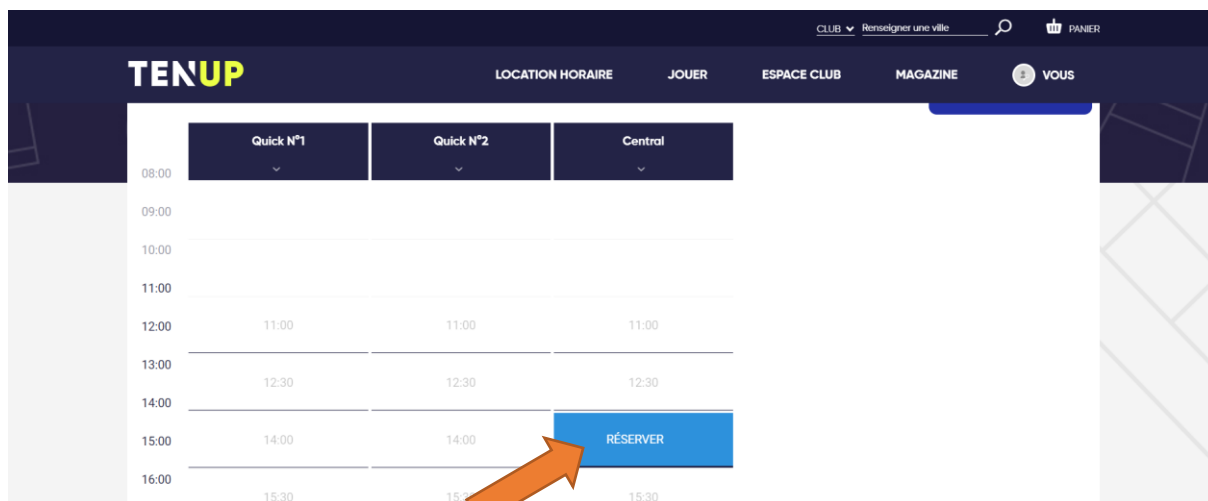 CLUB Renseigner une ville PANIER
TENUP LOCATION HORAIRE JOUER ESPACE CLUB MAGAZINE VOUS
Quick N°1 Quick N°2 Central
08:00
09:00
10:00
11:00
12:00 11:00 11:00 11:00
13:00
12:30 12:30 12:30
14:00
15:00 14:00 14:00 RÉSERVER
16:00
15:30 15:30